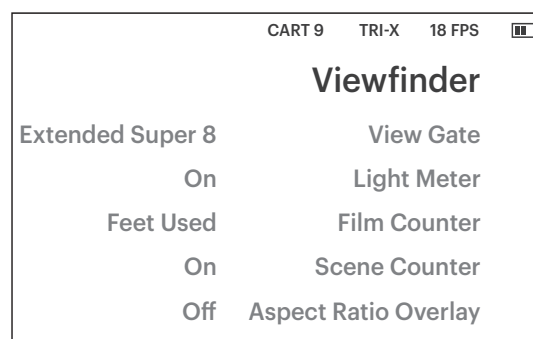 CART 9 TRI-X 18 FPS
Viewfinder
Extended Super 8 View Gate
On Light Meter
Feet Used Film Counter
On Scene Counter
Off Aspect Ratio Overlay